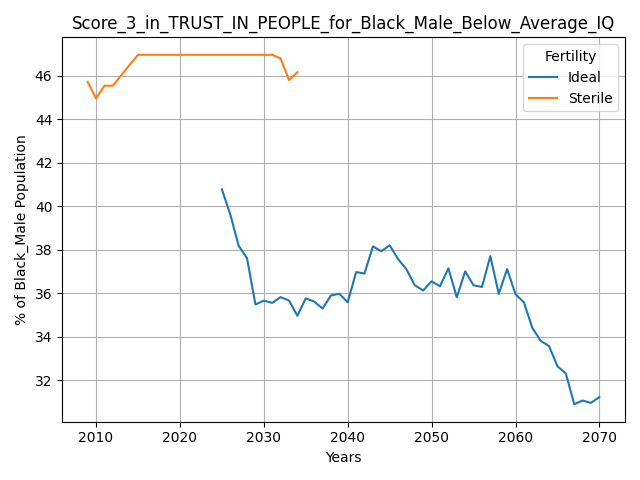 Score_3_in_TRUST_IN_PEOPLE_for_Black_Male_Below_Average_IQ
Fertility
Ideal
Sterile
% of Black_Male Population
46
44
42
40
38
36
34
32
2010 2020 2030 2040 2050 2060 2070
Years